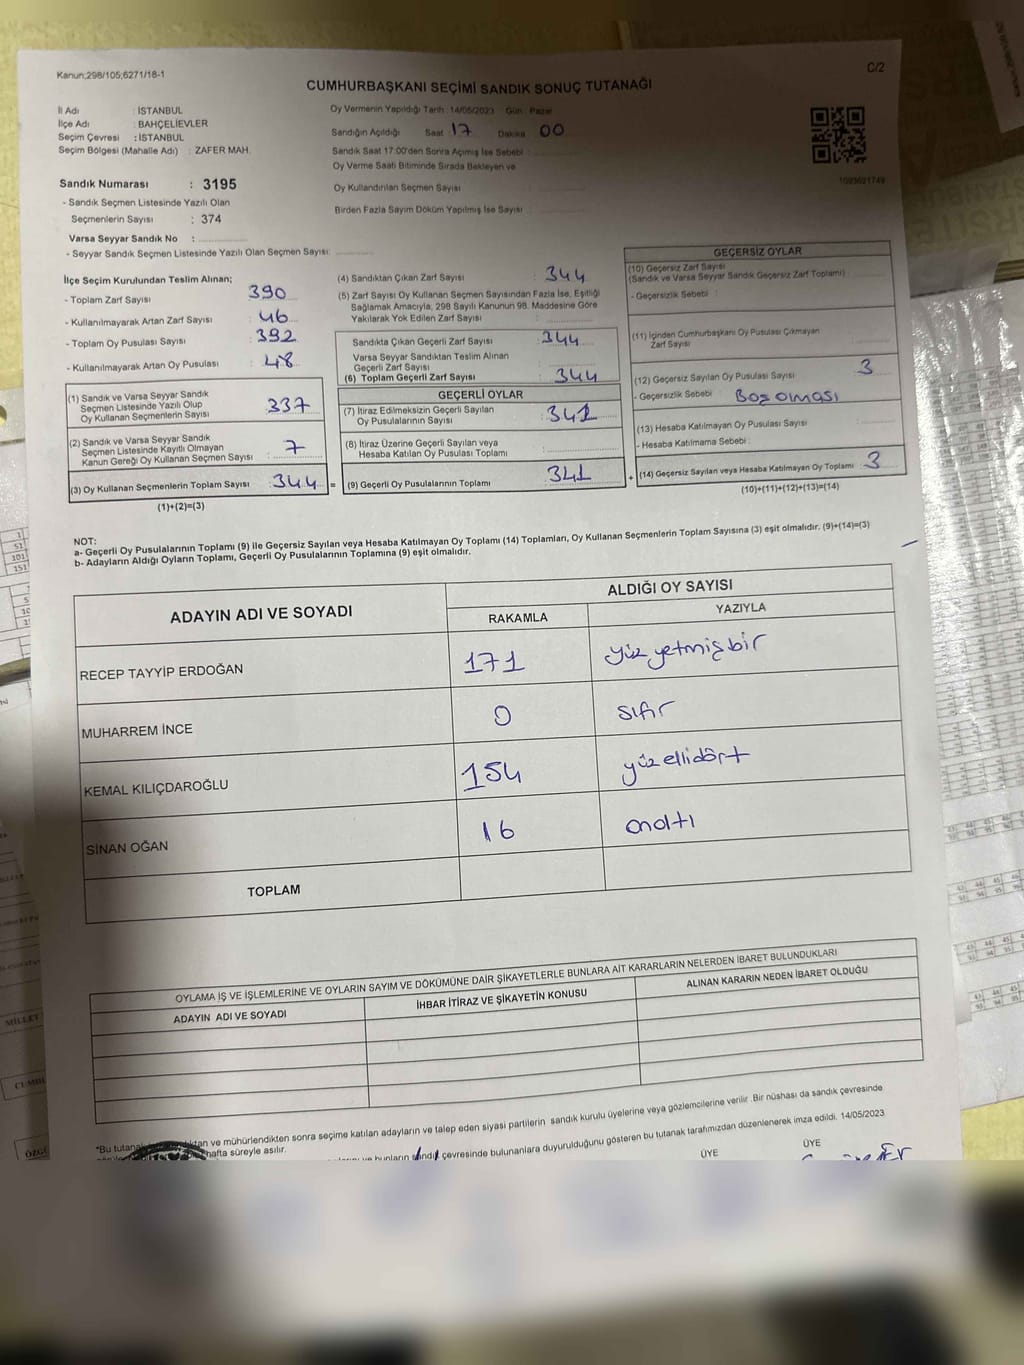 Kanun;298/105;6271/18-1
C/2
CUMHURBAŞKANI SEÇİMİ SANDIK SONUÇ TUTANAĞI
İl Adı : İSTANBUL
İlçe Adı : BAHÇELİEVLER
Seçim Çevresi : İSTANBUL
Seçim Bölgesi (Mahalle Adı) : ZAFER MAH.
Oy Vermenin Yapıldığı Tarih : 14/05/2023 Gün : Pazar
Sandığın Açıldığı Saat 17 Dakika 00
Sandık Saat 17:00'den Sonra Açımış İse Sebebi :
Oy Verme Saati Bitiminde Sırada Bekleyen ve
Oy Kullandırılan Seçmen Sayısı :
Birden Fazla Sayım Döküm Yapılmış İse Sayısı :
1093621749
Sandık Numarası : 3195
- Sandık Seçmen Listesinde Yazılı Olan
Seçmenlerin Sayısı : 374
Varsa Seyyar Sandık No :
- Seyyar Sandık Seçmen Listesinde Yazılı Olan Seçmen Sayısı:
İlçe Seçim Kurulundan Teslim Alınan;
- Toplam Zarf Sayısı : 390
- Kullanılmayarak Artan Zarf Sayısı : 46
- Toplam Oy Pusulası Sayısı : 392
- Kullanılmayarak Artan Oy Pusulası : 48
(1) Sandık ve Varsa Seyyar Sandık
Seçmen Listesinde Yazılı Olup
Oy Kullanan Seçmenlerin Sayısı : 337
(2) Sandık ve Varsa Seyyar Sandık
Seçmen Listesinde Kayıtlı Olmayan
Kanun Gereği Oy Kullanan Seçmen Sayısı : 7
(3) Oy Kullanan Seçmenlerin Toplam Sayısı : 344 =
(1)+(2)=(3)
(4) Sandıktan Çıkan Zarf Sayısı : 344
(5) Zarf Sayısı Oy Kullanan Seçmen Sayısından Fazla İse, Eşitliği
Sağlamak Amacıyla, 298 Sayılı Kanunun 98. Maddesine Göre
Yakılarak Yok Edilen Zarf Sayısı :
Sandıkta Çıkan Geçerli Zarf Sayısı : 344
Varsa Seyyar Sandıktan Teslim Alınan
Geçerli Zarf Sayısı :
(6) Toplam Geçerli Zarf Sayısı : 344
GEÇERLİ OYLAR
(7) İtiraz Edilmeksizin Geçerli Sayılan
Oy Pusulalarının Sayısı : 341
(8) İtiraz Üzerine Geçerli Sayılan veya
Hesaba Katılan Oy Pusulası Toplamı :
(9) Geçerli Oy Pusulalarının Toplamı : 341 +
GEÇERSİZ OYLAR
(10) Geçersiz Zarf Sayısı
(Sandık ve Varsa Seyyar Sandık Geçersiz Zarf Toplamı)
- Geçersizlik Sebebi :
(11) İçinden Cumhurbaşkanı Oy Pusulası Çıkmayan
Zarf Sayısı :
(12) Geçersiz Sayılan Oy Pusulası Sayısı : 3
- Geçersizlik Sebebi : Boş olması
(13) Hesaba Katılmayan Oy Pusulası Sayısı :
- Hesaba Katılmama Sebebi :
(14) Geçersiz Sayılan veya Hesaba Katılmayan Oy Toplamı : 3
(10)+(11)+(12)+(13)=(14)
NOT:
a- Geçerli Oy Pusulalarının Toplamı (9) ile Geçersiz Sayılan veya Hesaba Katılmayan Oy Toplamı (14) Toplamları, Oy Kullanan Seçmenlerin Toplam Sayısına (3) eşit olmalıdır. (9)+(14)=(3)
b- Adayların Aldığı Oyların Toplamı, Geçerli Oy Pusulalarının Toplamına (9) eşit olmalıdır.
ADAYIN ADI VE SOYADI
ALDIĞI OY SAYISI
RAKAMLA YAZIYLA
RECEP TAYYİP ERDOĞAN 171 yüz yetmiş bir
MUHARREM İNCE 0 sıfır
KEMAL KILIÇDAROĞLU 154 yüz ellidört
SİNAN OĞAN 16 onaltı
TOPLAM
OYLAMA İŞ VE İŞLEMLERİNE VE OYLARIN SAYIM VE DÖKÜMÜNE DAİR ŞİKAYETLERLE BUNLARA AİT KARARLARIN NELERDEN İBARET BULUNDUKLARI
ADAYIN ADI VE SOYADI
İHBAR İTİRAZ VE ŞİKAYETİN KONUSU
ALINAN KARARIN NEDEN İBARET OLDUĞU
*Bu tutanak ve mühürlendikten sonra seçime katılan adayların ve talep eden siyasi partilerin sandık kurulu üyelerine veya gözlemcilerine verilir. Bir nüshası da sandık çevresinde
hafta süreyle asılır.
bunların sandık çevresinde bulunanlara duyurulduğunu gösteren bu tutanak tarafımızdan düzenlenerek imza edildi. 14/05/2023
ÜYE
ÜYE